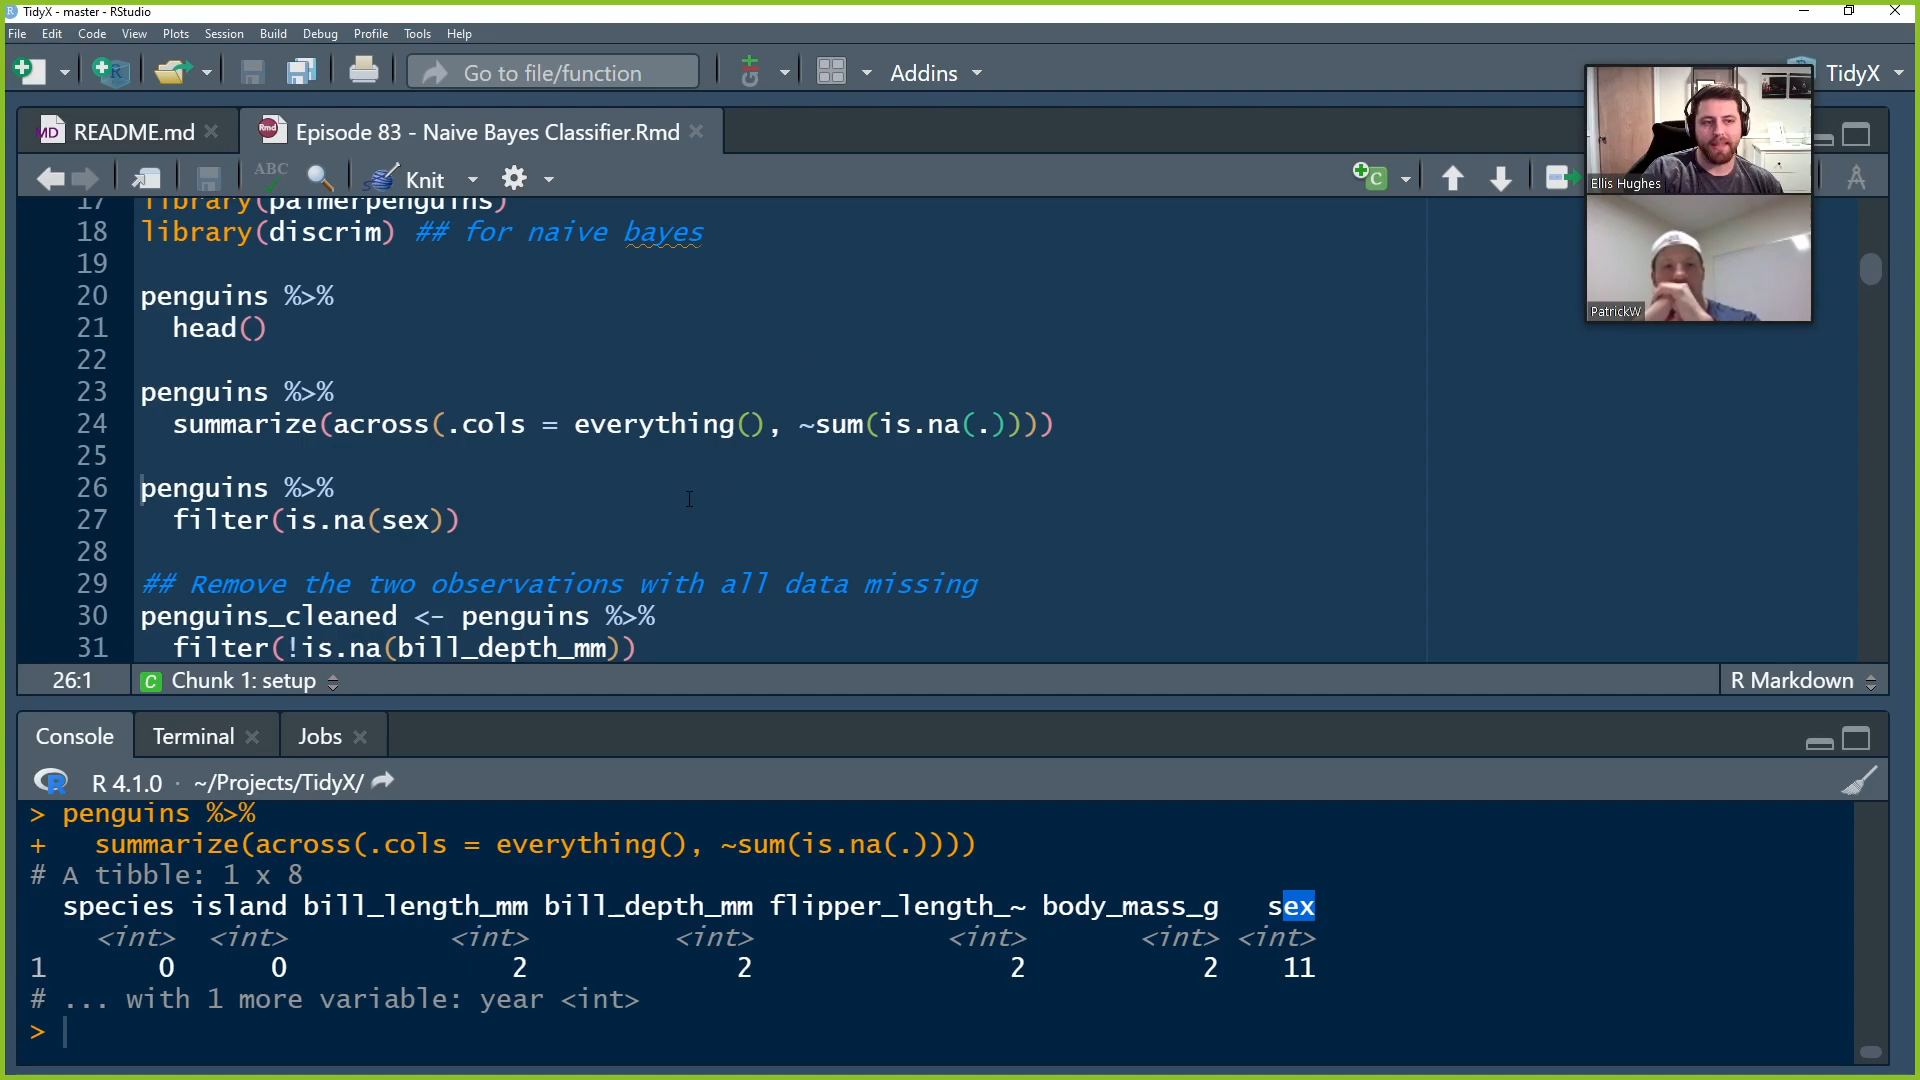 TidyX - master - RStudio
File Edit Code View Plots Session Build Debug Profile Tools Help
Go to file/function Addins TidyX
README.md Episode 83 - Naive Bayes Classifier.Rmd
ABC Knit
Ellis Hughes
PatrickW
17 library(palmerpenguins)
18 library(discrim) ## for naive bayes
19
20 penguins %>%
21 head()
22
23 penguins %>%
24 summarize(across(.cols = everything(), ~sum(is.na(.))))
25
26 penguins %>%
27 filter(is.na(sex))
28
29 ## Remove the two observations with all data missing
30 penguins_cleaned <- penguins %>%
31 filter(!is.na(bill_depth_mm))
26:1 Chunk 1: setup R Markdown
Console Terminal Jobs
R 4.1.0 · ~/Projects/TidyX/
> penguins %>%
+ summarize(across(.cols = everything(), ~sum(is.na(.))))
# A tibble: 1 x 8
species island bill_length_mm bill_depth_mm flipper_length_~ body_mass_g sex
<int> <int> <int> <int> <int> <int> <int>
1 0 0 2 2 2 2 11
# ... with 1 more variable: year <int>
>